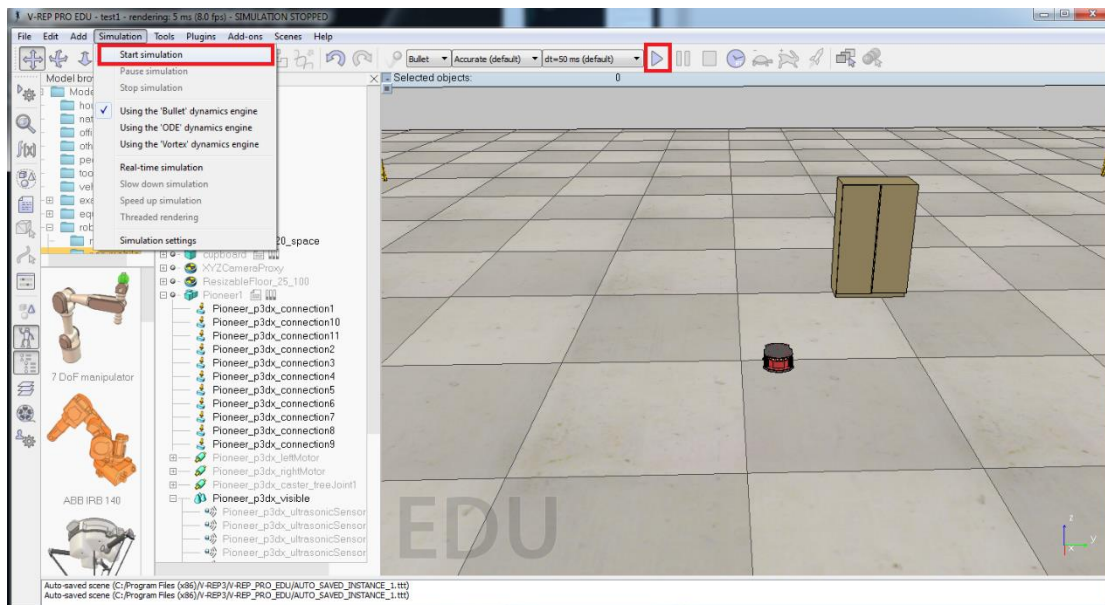 V-REP PRO EDU - test1 - rendering: 5 ms (8.0 fps) - SIMULATION STOPPED
File Edit Add Simulation Tools Plugins Add-ons Scenes Help
Start simulation
Pause simulation
Stop simulation
Using the 'Bullet' dynamics engine
Using the 'ODE' dynamics engine
Using the 'Vortex' dynamics engine
Real-time simulation
Slow down simulation
Speed up simulation
Threaded rendering
Simulation settings
Bullet Accurate (default) dt=50 ms (default)
Model
Selected objects: 0
f(x)
cupboard
XYZCameraProxy
ResizableFloor_25_100
Pioneer1
Pioneer_p3dx_connection1
Pioneer_p3dx_connection10
Pioneer_p3dx_connection11
Pioneer_p3dx_connection2
Pioneer_p3dx_connection3
Pioneer_p3dx_connection4
Pioneer_p3dx_connection5
Pioneer_p3dx_connection6
Pioneer_p3dx_connection7
Pioneer_p3dx_connection8
Pioneer_p3dx_connection9
Pioneer_p3dx_leftMotor
Pioneer_p3dx_rightMotor
Pioneer_p3dx_caster_freeJoint1
Pioneer_p3dx_visible
Pioneer_p3dx_ultrasonicSensor
Pioneer_p3dx_ultrasonicSensor
Pioneer_p3dx_ultrasonicSensor
Pioneer_p3dx_ultrasonicSensor
7 DoF manipulator
ABB IRB 140
EDU
z
y
x
Auto-saved scene (C:/Program Files (x86)/V-REP3/V-REP_PRO_EDU/AUTO_SAVED_INSTANCE_1.ttt)
Auto-saved scene (C:/Program Files (x86)/V-REP3/V-REP_PRO_EDU/AUTO_SAVED_INSTANCE_1.ttt)